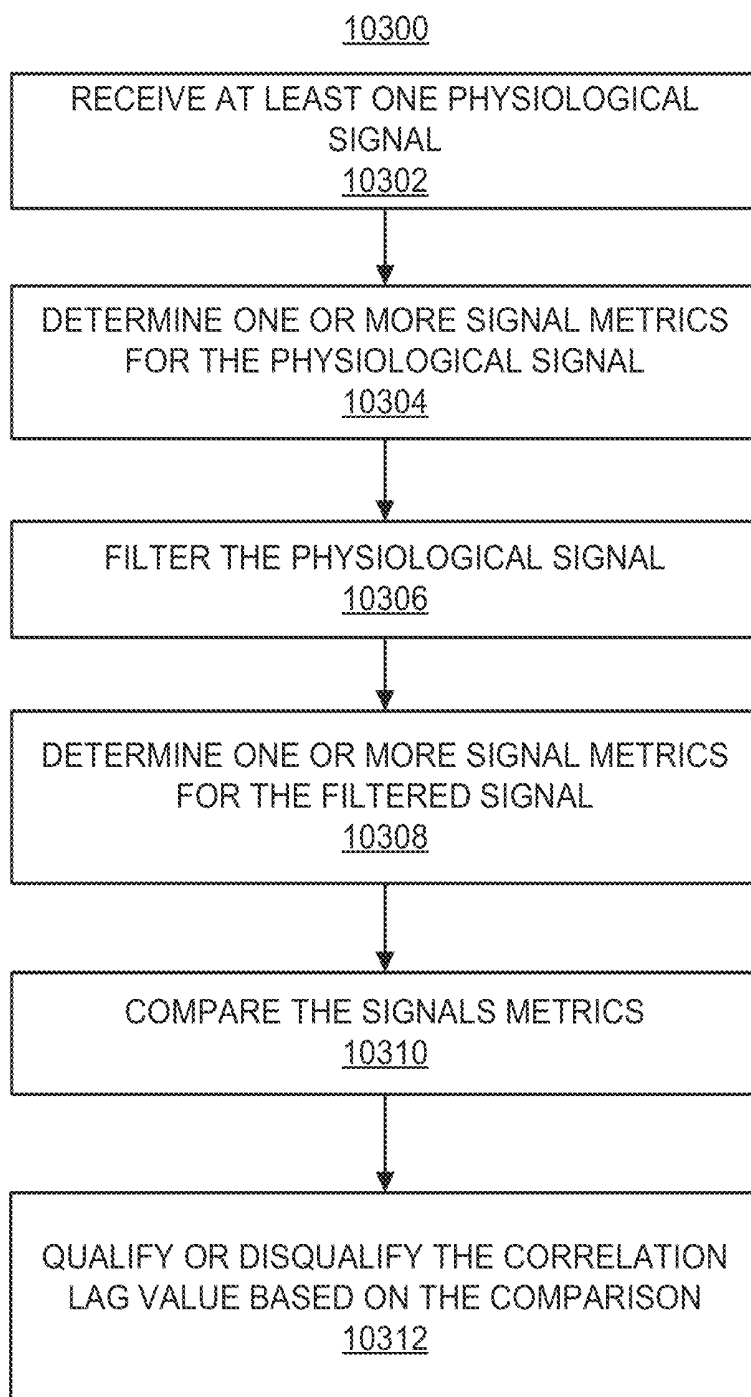 10300
RECEIVE AT LEAST ONE PHYSIOLOGICAL
SIGNAL
10302
DETERMINE ONE OR MORE SIGNAL METRICS
FOR THE PHYSIOLOGICAL SIGNAL
10304
FILTER THE PHYSIOLOGICAL SIGNAL
10306
DETERMINE ONE OR MORE SIGNAL METRICS
FOR THE FILTERED SIGNAL
10308
COMPARE THE SIGNALS METRICS
10310
QUALIFY OR DISQUALIFY THE CORRELATION
LAG VALUE BASED ON THE COMPARISON
10312